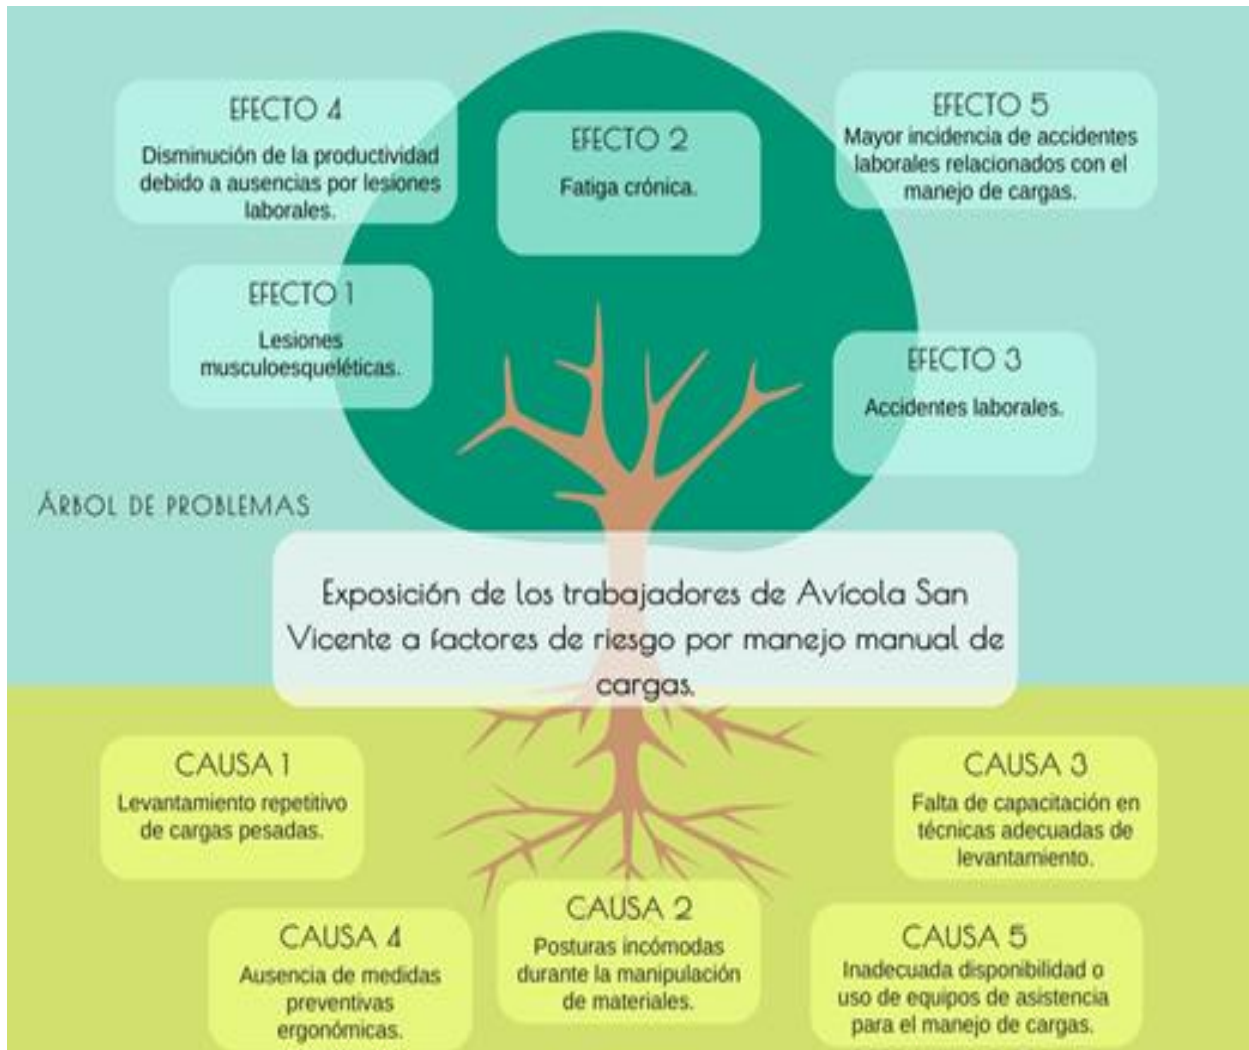 EFECTO 4
Disminución de la productividad
debido a ausencias por lesiones
laborales.
EFECTO 2
Fatiga crónica.
EFECTO 5
Mayor incidencia de accidentes
laborales relacionados con el
manejo de cargas.
EFECTO 1
Lesiones
musculoesqueléticas.
EFECTO 3
Accidentes laborales.
ÁRBOL DE PROBLEMAS
Exposición de los trabajadores de Avícola San
Vicente a factores de riesgo por manejo manual de
cargas.
CAUSA 1
Levantamiento repetitivo
de cargas pesadas.
CAUSA 3
Falta de capacitación en
técnicas adecuadas de
levantamiento.
CAUSA 4
Ausencia de medidas
preventivas
ergonómicas.
CAUSA 2
Posturas incómodas
durante la manipulación
de materiales.
CAUSA 5
Inadecuada disponibilidad o
uso de equipos de asistencia
para el manejo de cargas.